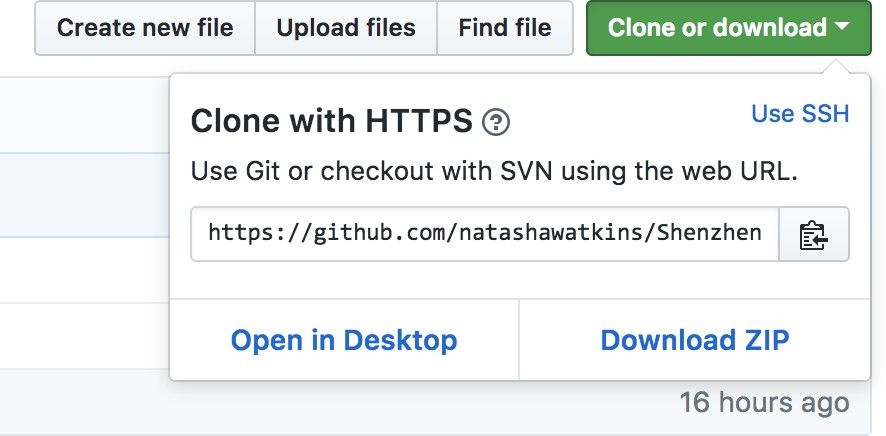 Create new file Upload files Find file Clone or download
Clone with HTTPS ? Use SSH
Use Git or checkout with SVN using the web URL.
https://github.com/natashawatkins/Shenzhen
Open in Desktop Download ZIP
16 hours ago